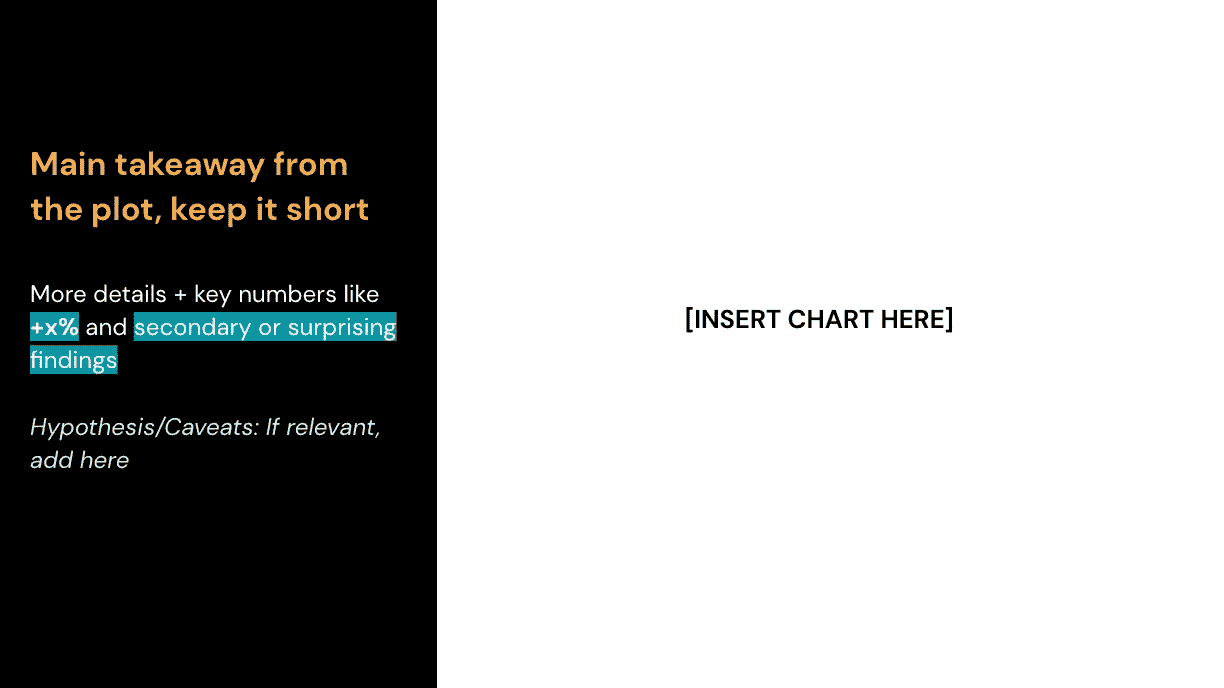 Main takeaway from
the plot, keep it short
More details + key numbers like
+x% and secondary or surprising
findings
Hypothesis/Caveats: If relevant,
add here
[INSERT CHART HERE]